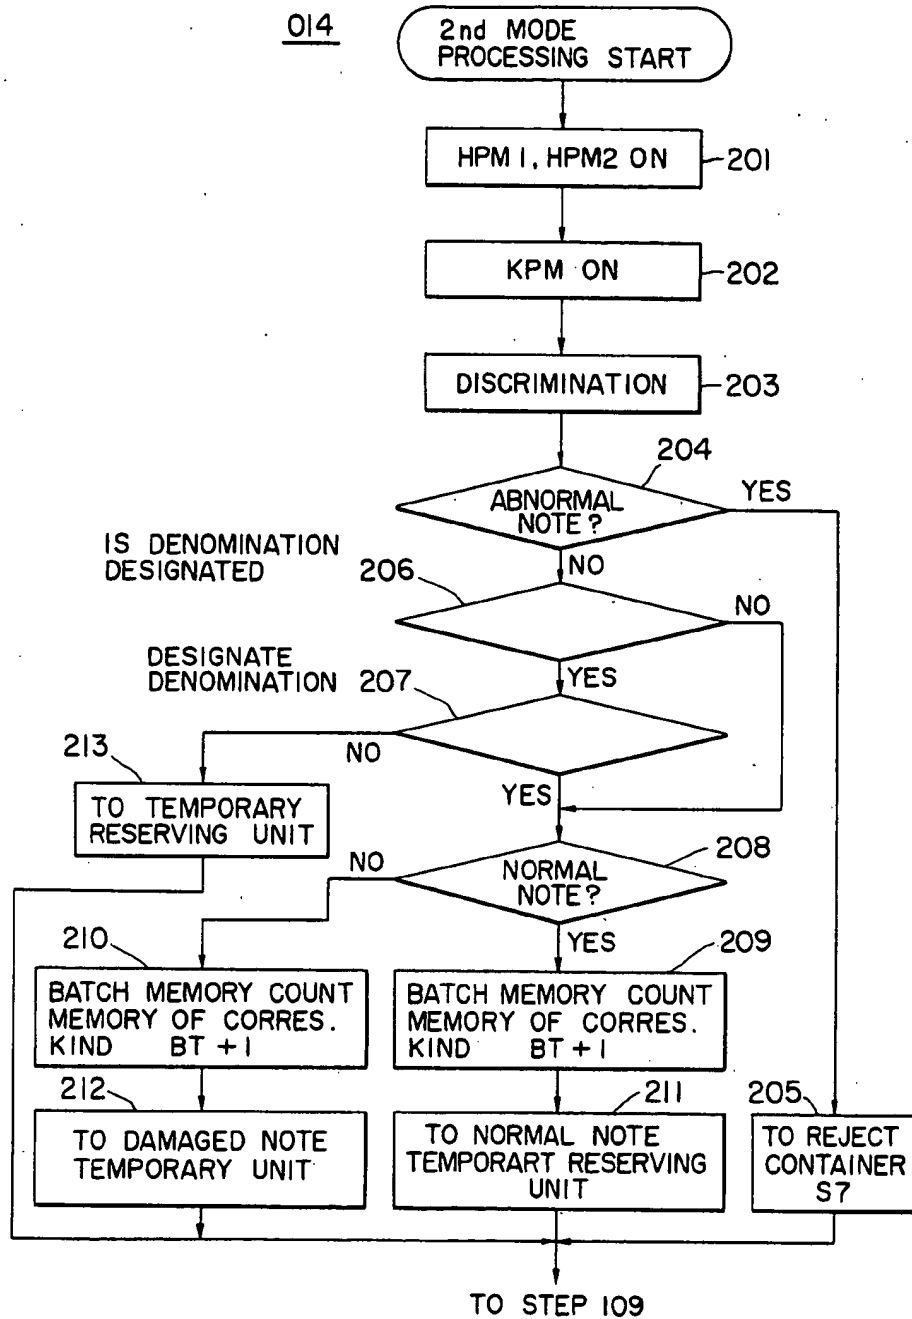 014
2nd MODE
PROCESSING START
HPM1, HPM2 ON
201
KPM ON
202
DISCRIMINATION
203
204
ABNORMAL
NOTE?
YES
NO
IS DENOMINATION
DESIGNATED
206
NO
YES
DESIGNATE
DENOMINATION
207
NO
YES
213
TO TEMPORARY
RESERVING UNIT
208
NORMAL
NOTE?
NO
YES
210
BATCH MEMORY COUNT
MEMORY OF CORRES.
KIND BT +1
209
BATCH MEMORY COUNT
MEMORY OF CORRES.
KIND BT +1
212
TO DAMAGED NOTE
TEMPORARY UNIT
211
TO NORMAL NOTE
TEMPORART RESERVING
UNIT
205
TO REJECT
CONTAINER
S7
TO STEP 109